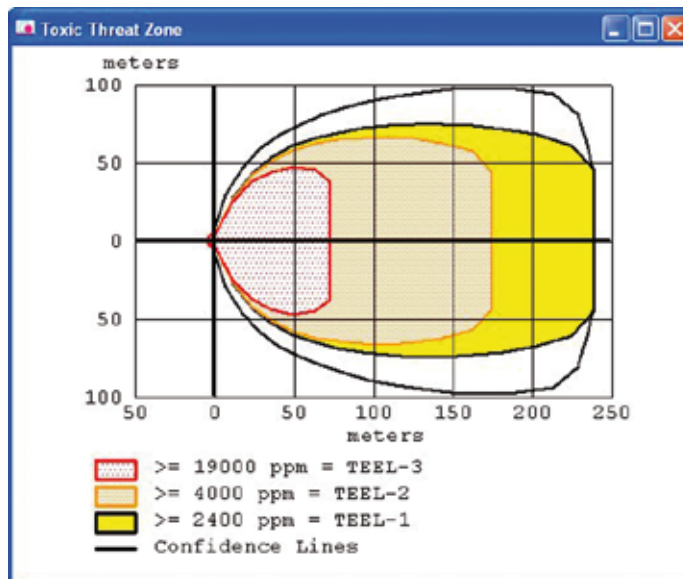 Toxic Threat Zone
meters
100
50
0
50
100
50 0 50 100 150 200 250
meters
>= 19000 ppm = TEEL-3
>= 4000 ppm = TEEL-2
>= 2400 ppm = TEEL-1
Confidence Lines